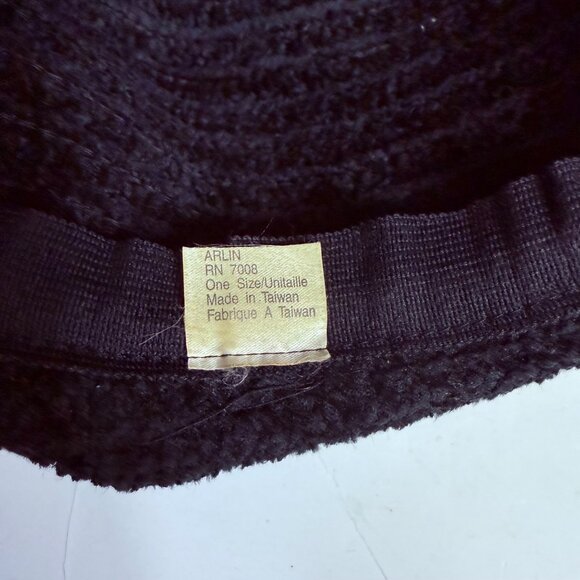 ARLIN
RN 7008
One Size/Unitaille
Made in Taiwan
Fabrique A Taiwan